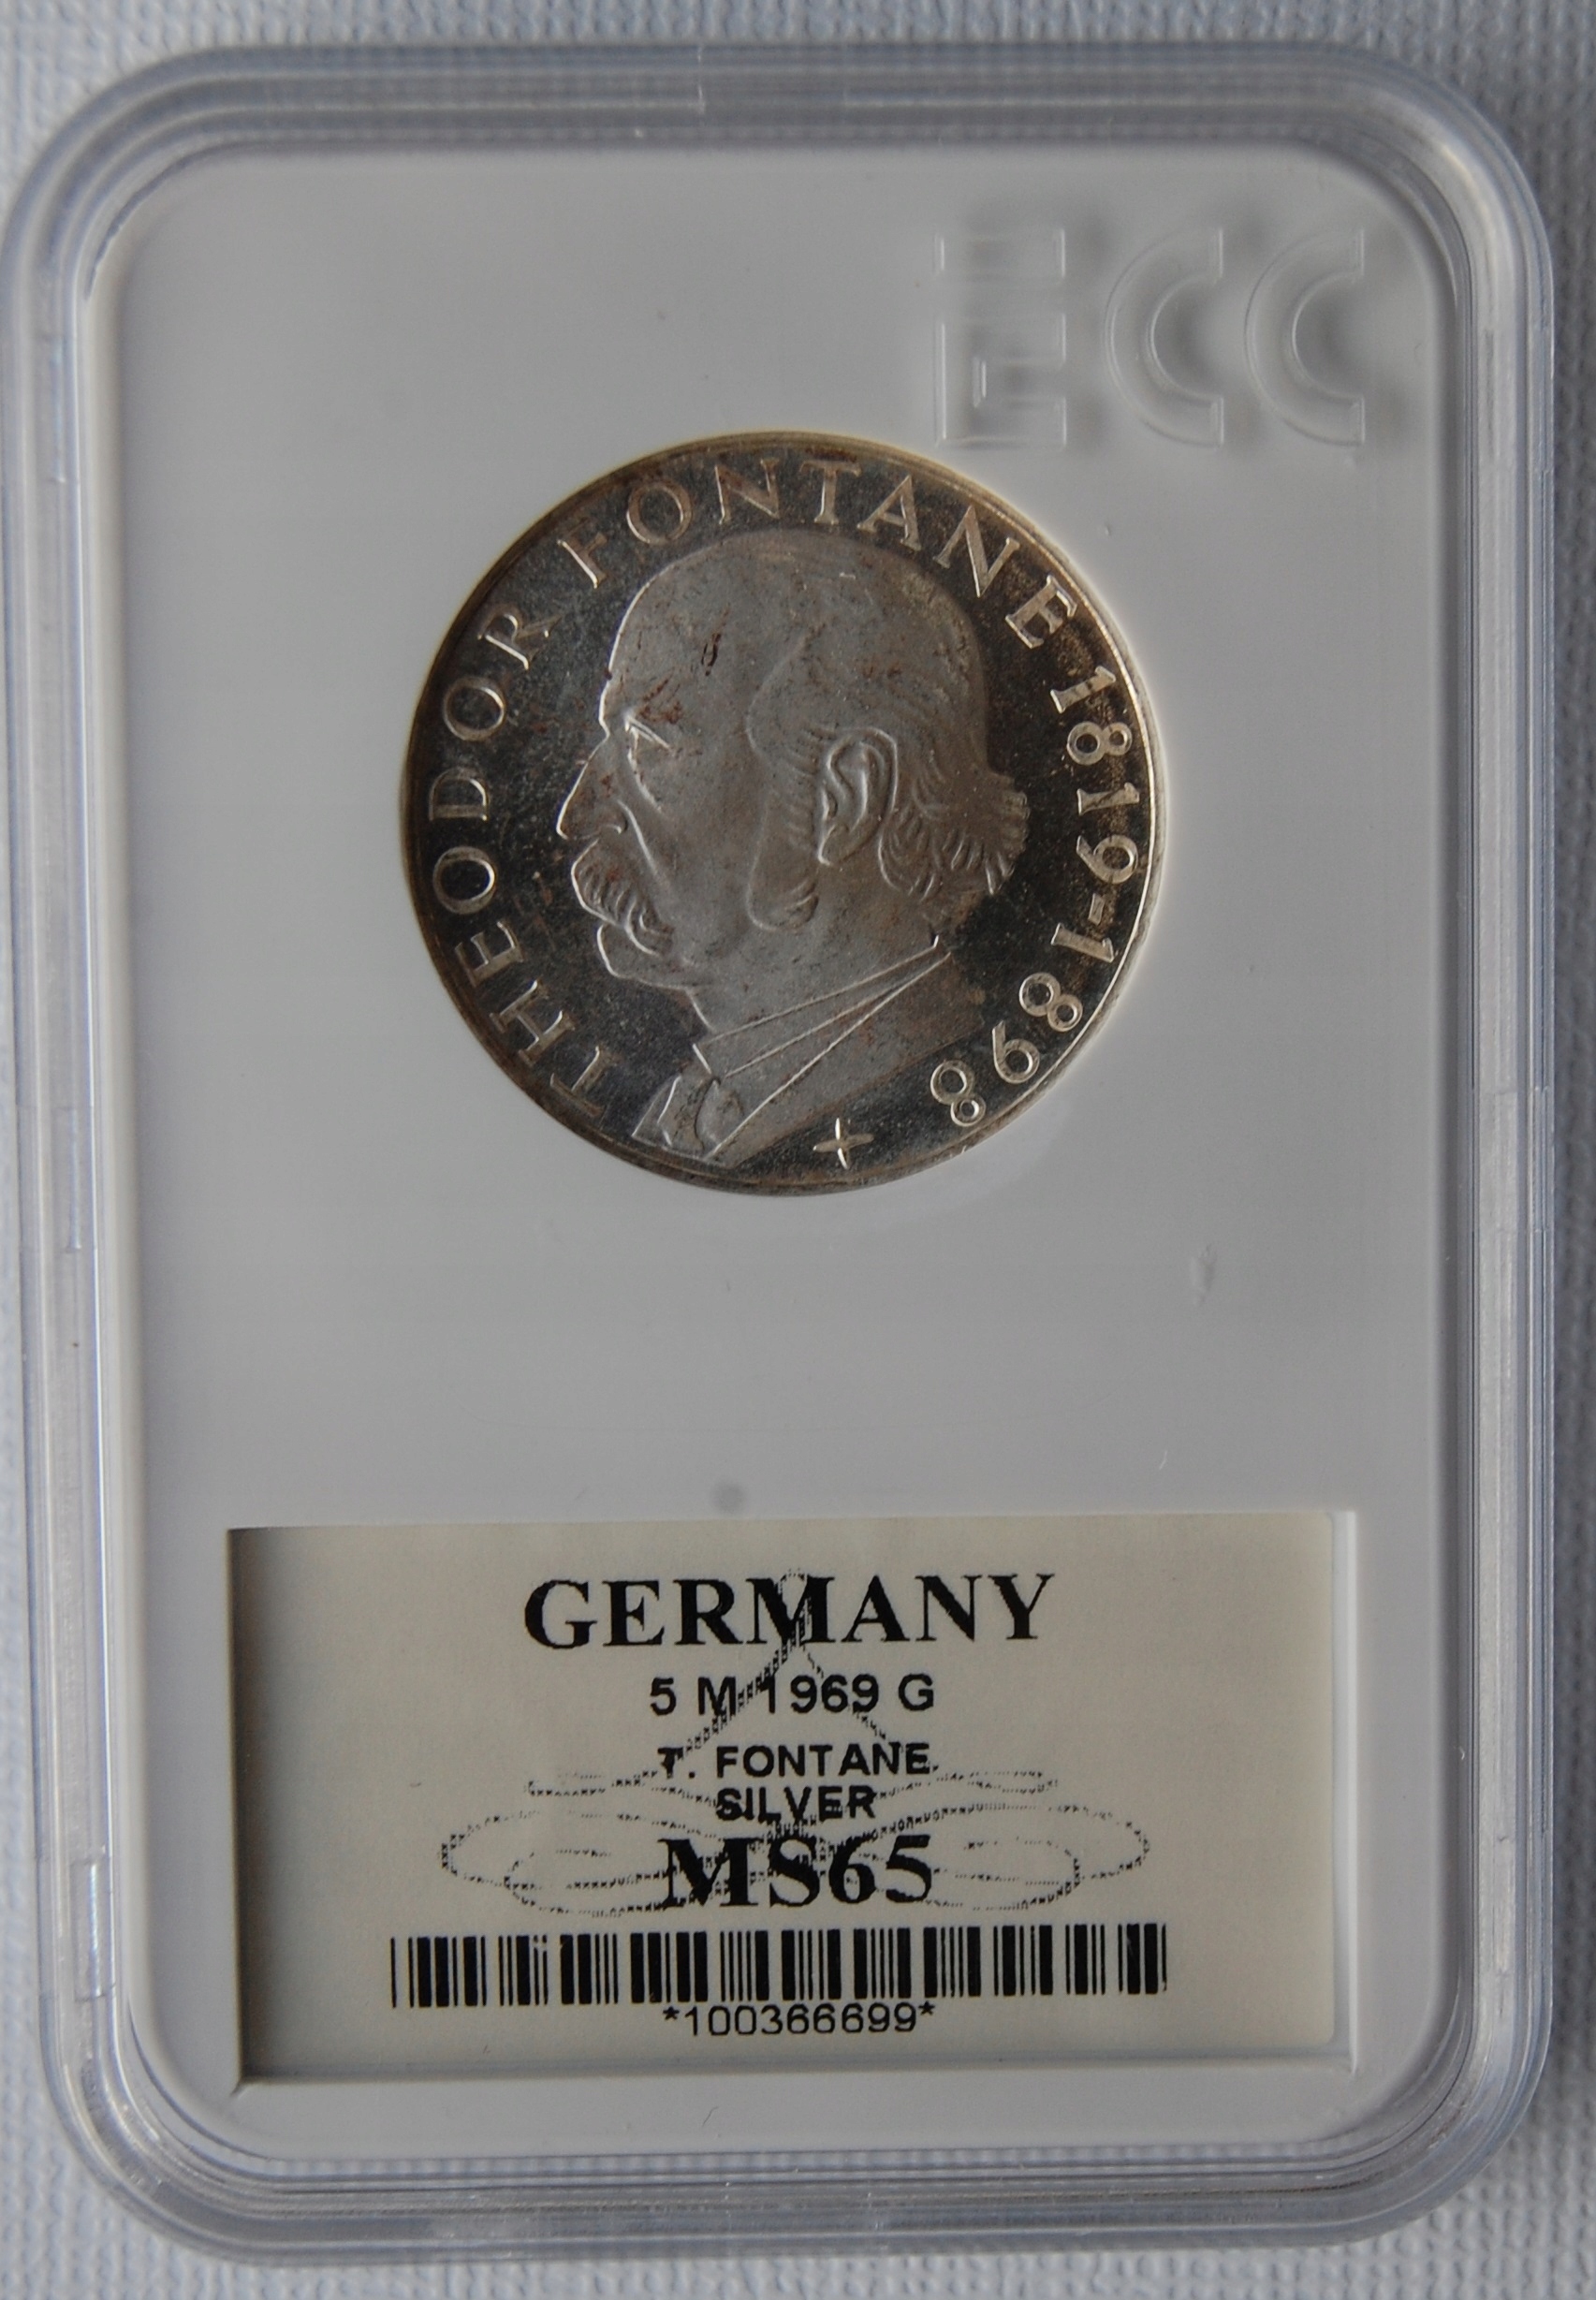 ECC
THEODOR FONTANE 1819-1898
GERMANY
5 M 1969 G
T. FONTANE
SILVER
MS65
*100366699*